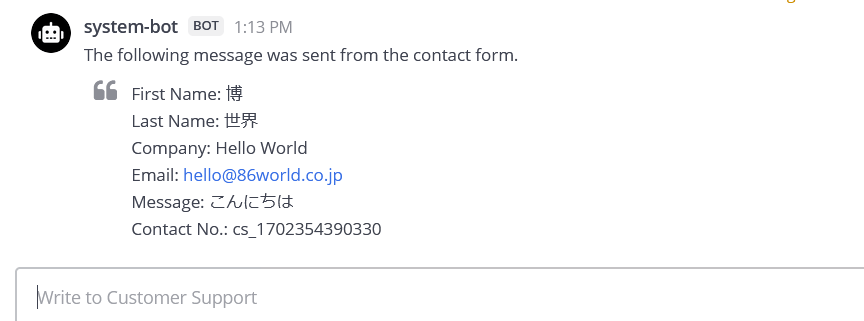 system-bot BOT 1:13 PM
The following message was sent from the contact form.
First Name: 博
Last Name: 世界
Company: Hello World
Email: hello@86world.co.jp
Message: こんにちは
Contact No.: cs_1702354390330
Write to Customer Support